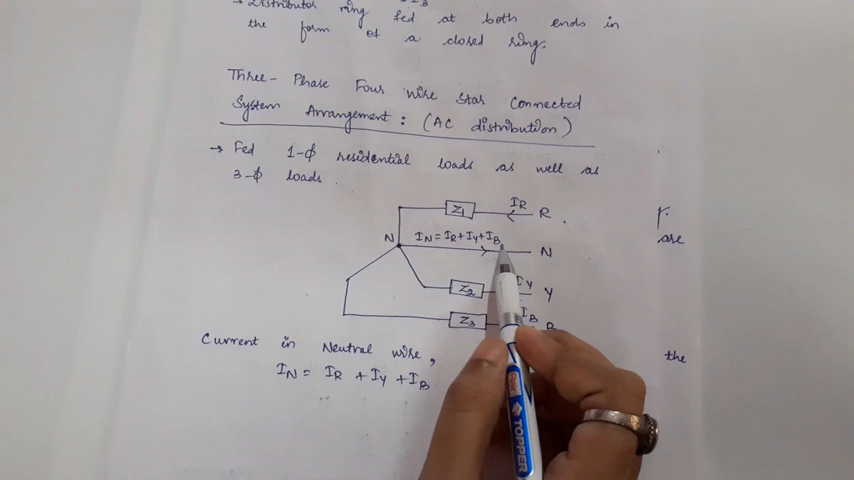 → Distributor ring fed at both ends in
the form of a closed ring.
Three-Phase Four Wire Star Connected
System Arrangement: (AC distribution)
→ Fed 1-ϕ residential loads as well as
3-ϕ loads.
Z1 IR R
N IN = IR+IY+IB N
Z2 IY Y
Z3 IB B
Current in Neutral wire,
IN = IR + IY + IB
are
the
TOPPER